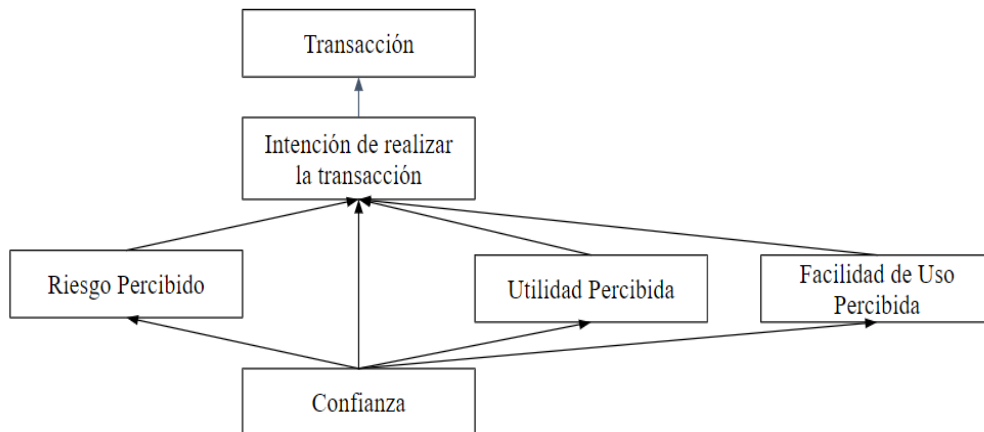 Transacción
Intención de realizar
la transacción
Riesgo Percibido
Utilidad Percibida
Facilidad de Uso
Percibida
Confianza